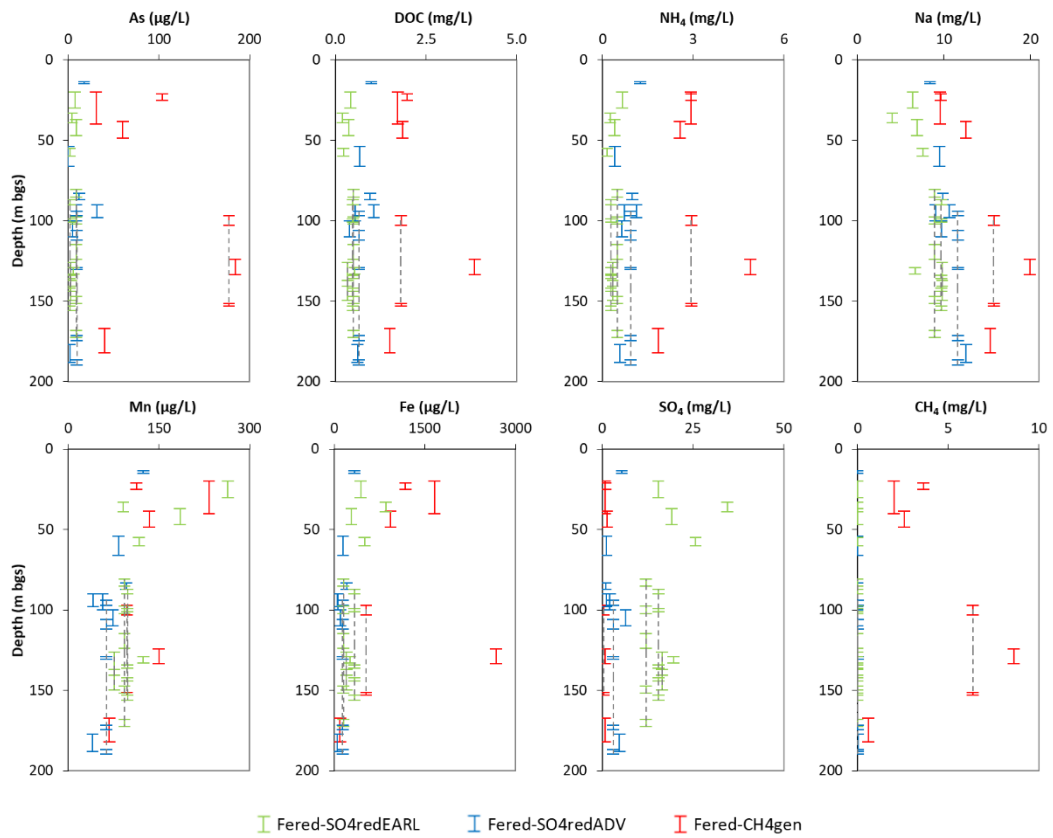 As (µg/L) DOC (mg/L) NH4 (mg/L) Na (mg/L)
0 100 200 0.0 2.5 5.0 0 3 6 0 10 20
0
50
100
150
200
Depth (m bgs)
Mn (µg/L) Fe (µg/L) SO4 (mg/L) CH4 (mg/L)
0 150 300 0 1500 3000 0 25 50 0 5 10
0
50
100
150
200
Depth (m bgs)
Fered-SO4redEARL Fered-SO4redADV Fered-CH4gen